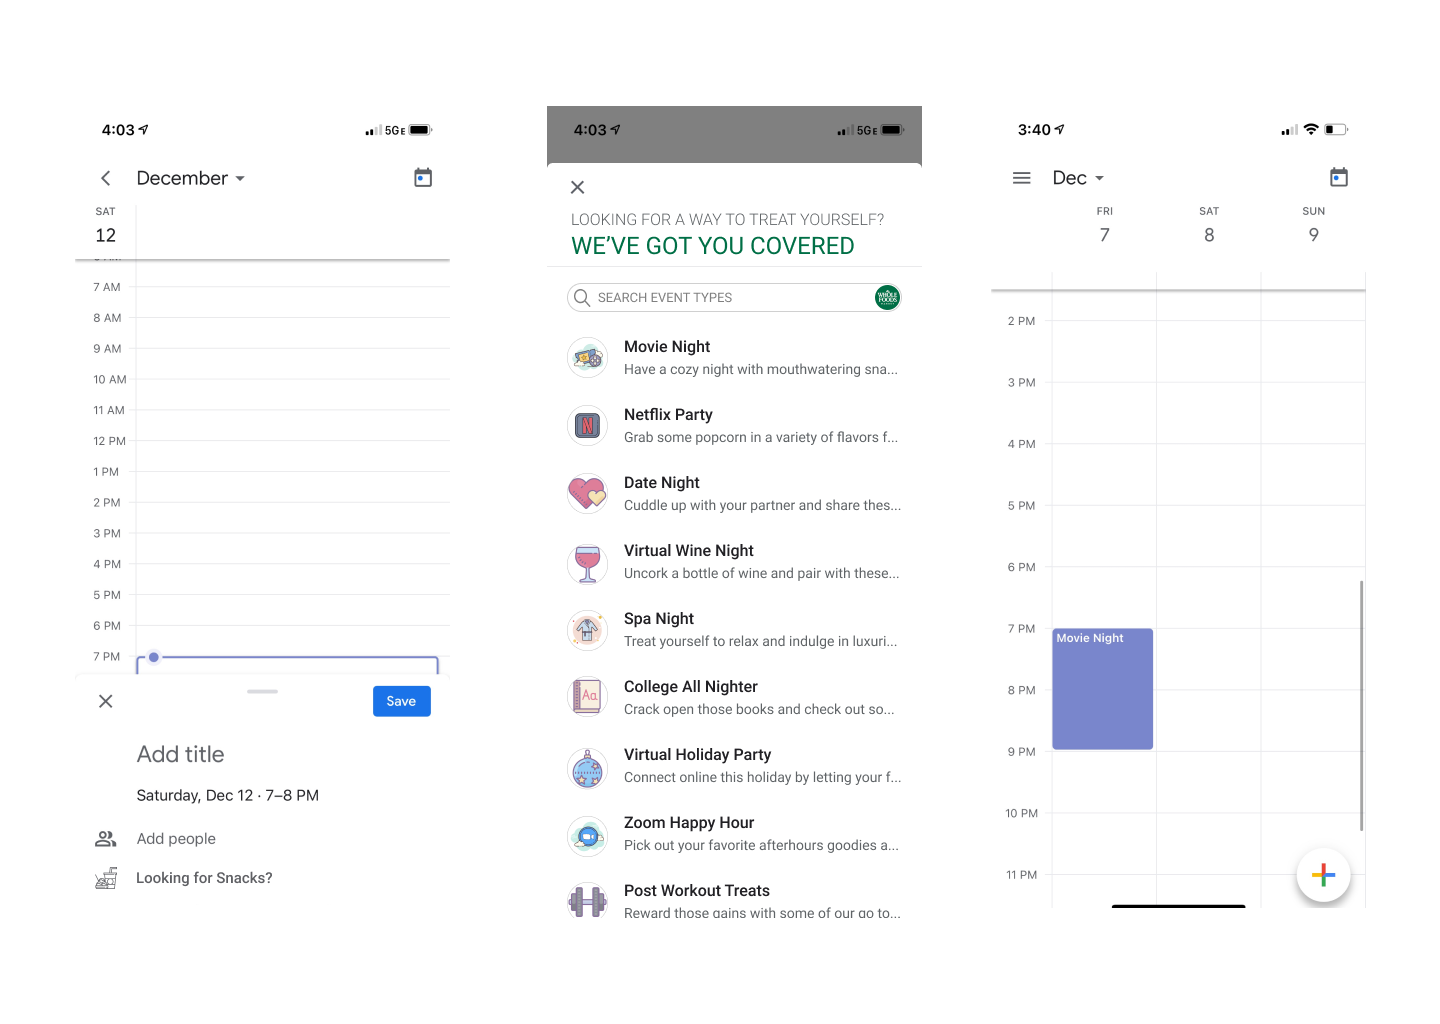 4:03
5GE
December
SAT
12
7 AM
8 AM
9 AM
10 AM
11 AM
12 PM
1 PM
2 PM
3 PM
4 PM
5 PM
6 PM
7 PM
Save
Add title
Saturday, Dec 12 · 7–8 PM
Add people
Looking for Snacks?
4:03
5GE
LOOKING FOR A WAY TO TREAT YOURSELF?
WE'VE GOT YOU COVERED
SEARCH EVENT TYPES
WHOLE
FOODS
Movie Night
Have a cozy night with mouthwatering sna...
Netflix Party
N
Grab some popcorn in a variety of flavors f...
Date Night
Cuddle up with your partner and share thes...
Virtual Wine Night
Uncork a bottle of wine and pair with these...
Spa Night
Treat yourself to relax and indulge in luxuri...
College All Nighter
Aa
Crack open those books and check out so...
Virtual Holiday Party
Connect online this holiday by letting your f...
Zoom Happy Hour
Pick out your favorite afterhours goodies a...
Post Workout Treats
Reward those gains with some of our go to...
3:40
Dec
FRI
SAT
SUN
7
8
9
2 PM
3 PM
4 PM
5 PM
6 PM
7 PM
Movie Night
8 PM
9 PM
10 PM
11 PM